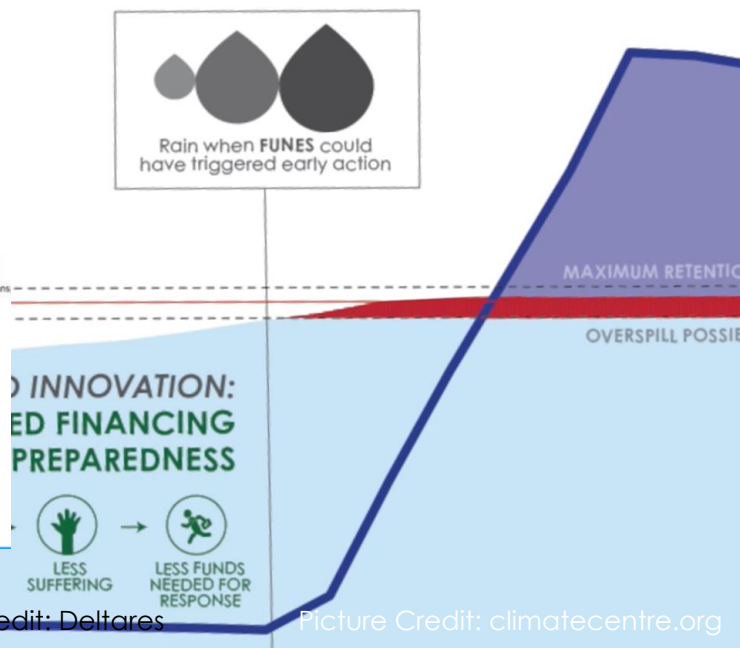 Rain when FUNES could
have triggered early action
MAXIMUM RETENTIO
ns
OVERSPILL POSSIB
D INNOVATION:
ED FINANCING
PREPAREDNESS
LESS
SUFFERING
LESS FUNDS
NEEDED FOR
RESPONSE
edit: Deltares
Picture Credit: climatecentre.org